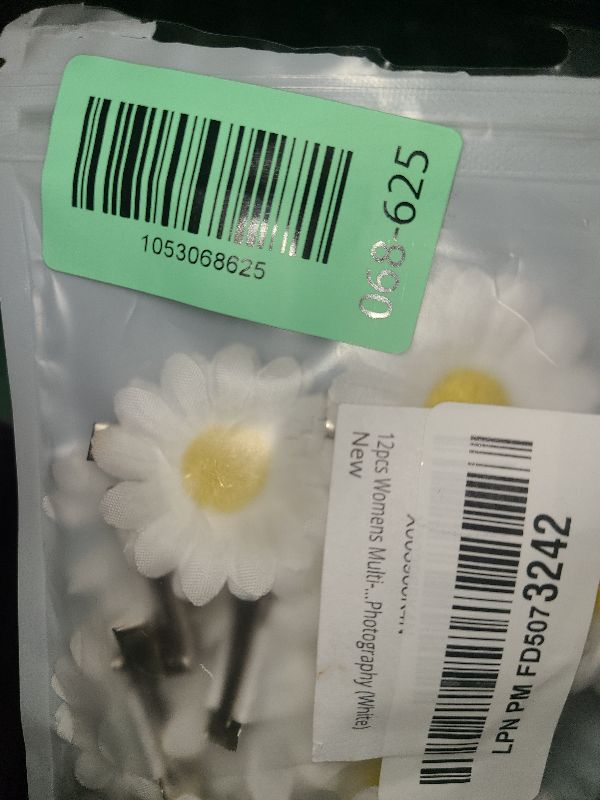 1053068625
068-625
12pcs Womens Multi-...Photography (White)
New
LPN PM FD5073242